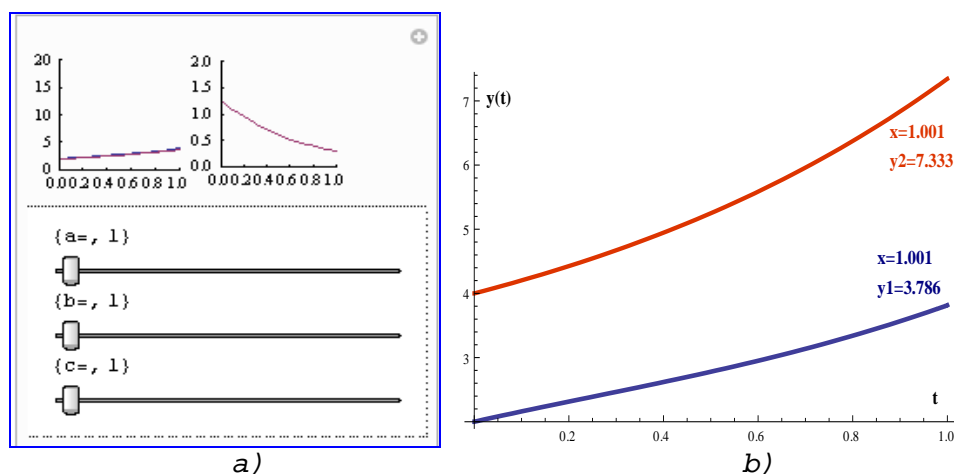 20
15
10
5
0
0.00.20.40.60.81.0
2.0
1.5
1.0
0.5
0.0
0.00.20.40.60.81.0
{a=, 1}
{b=, 1}
{c=, 1}
a)
y(t)
7
6
5
4
3
x=1.001
y2=7.333
x=1.001
y1=3.786
t
0.2 0.4 0.6 0.8 1.0
b)